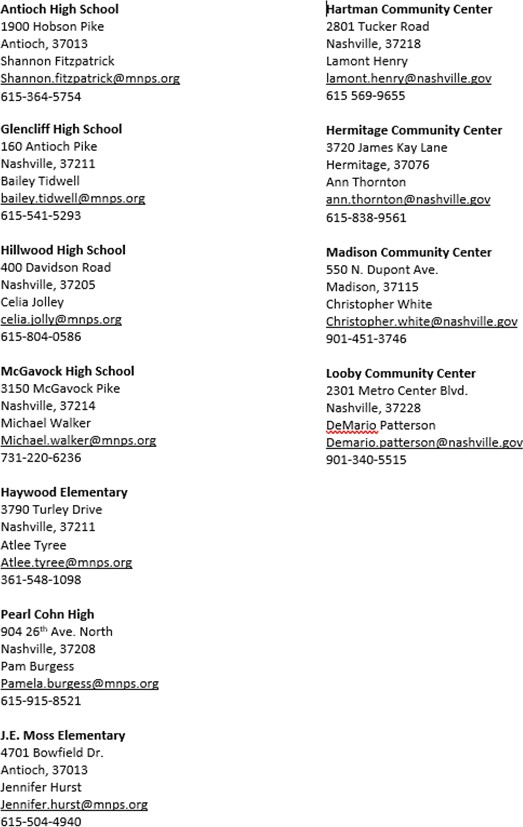 Antioch High School
1900 Hobson Pike
Antioch, 37013
Shannon Fitzpatrick
Shannon.fitzpatrick@mnps.org
615-364-5754
Glencliff High School
160 Antioch Pike
Nashville, 37211
Bailey Tidwell
bailey.tidwell@mnps.org
615-541-5293
Hillwood High School
400 Davidson Road
Nashville, 37205
Celia Jolley
celia.jolly@mnps.org
615-804-0586
McGavock High School
3150 McGavock Pike
Nashville, 37214
Michael Walker
Michael.walker@mnps.org
731-220-6236
Haywood Elementary
3790 Turley Drive
Nashville, 37211
Atlee Tyree
Atlee.tyree@mnps.org
361-548-1098
Pearl Cohn High
904 26th Ave. North
Nashville, 37208
Pam Burgess
Pamela.burgess@mnps.org
615-915-8521
J.E. Moss Elementary
4701 Bowfield Dr.
Antioch, 37013
Jennifer Hurst
Jennifer.hurst@mnps.org
615-504-4940
Hartman Community Center
2801 Tucker Road
Nashville, 37218
Lamont Henry
lamont.henry@nashville.gov
615 569-9655
Hermitage Community Center
3720 James Kay Lane
Hermitage, 37076
Ann Thornton
ann.thornton@nashville.gov
615-838-9561
Madison Community Center
550 N. Dupont Ave.
Madison, 37115
Christopher White
Christopher.white@nashville.gov
901-451-3746
Looby Community Center
2301 Metro Center Blvd.
Nashville, 37228
DeMario Patterson
Demario.patterson@nashville.gov
901-340-5515